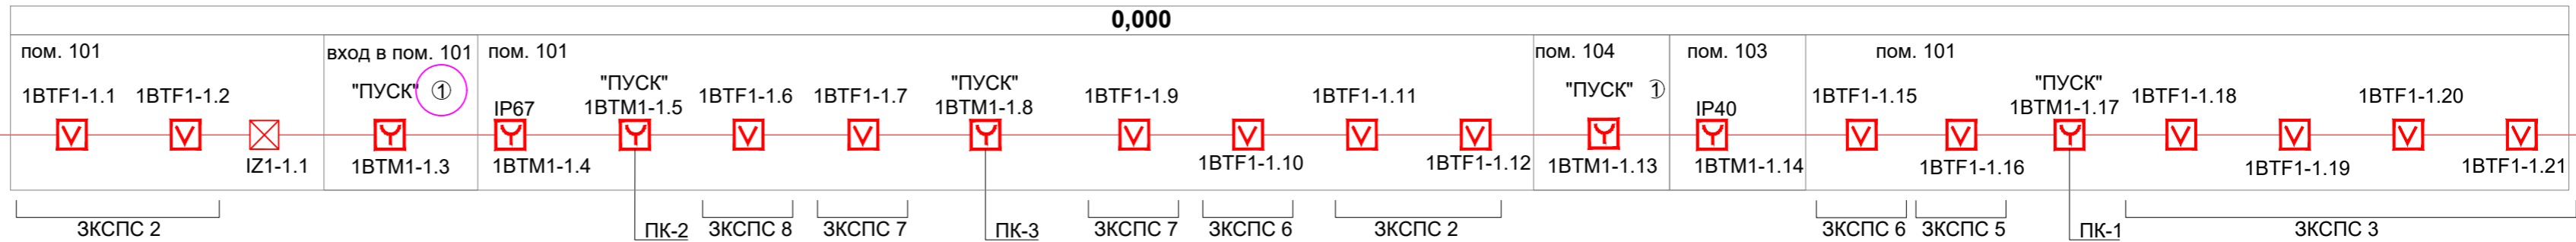 0,000
пом. 101
вход в пом. 101
пом. 101
пом. 104
пом. 103
пом. 101
1BTF1-1.1
1BTF1-1.2
IZ1-1.1
"ПУСК" ①
1BTM1-1.3
IP67
1BTM1-1.4
"ПУСК"
1BTM1-1.5
1BTF1-1.6
1BTF1-1.7
"ПУСК"
1BTM1-1.8
1BTF1-1.9
1BTF1-1.10
1BTF1-1.11
1BTF1-1.12
"ПУСК" ①
1BTM1-1.13
IP40
1BTM1-1.14
1BTF1-1.15
1BTF1-1.16
"ПУСК"
1BTM1-1.17
1BTF1-1.18
1BTF1-1.19
1BTF1-1.20
1BTF1-1.21
ЗКСПС 2
ПК-2
ЗКСПС 8
ЗКСПС 7
ПК-3
ЗКСПС 7
ЗКСПС 6
ЗКСПС 2
ЗКСПС 6
ЗКСПС 5
ПК-1
ЗКСПС 3